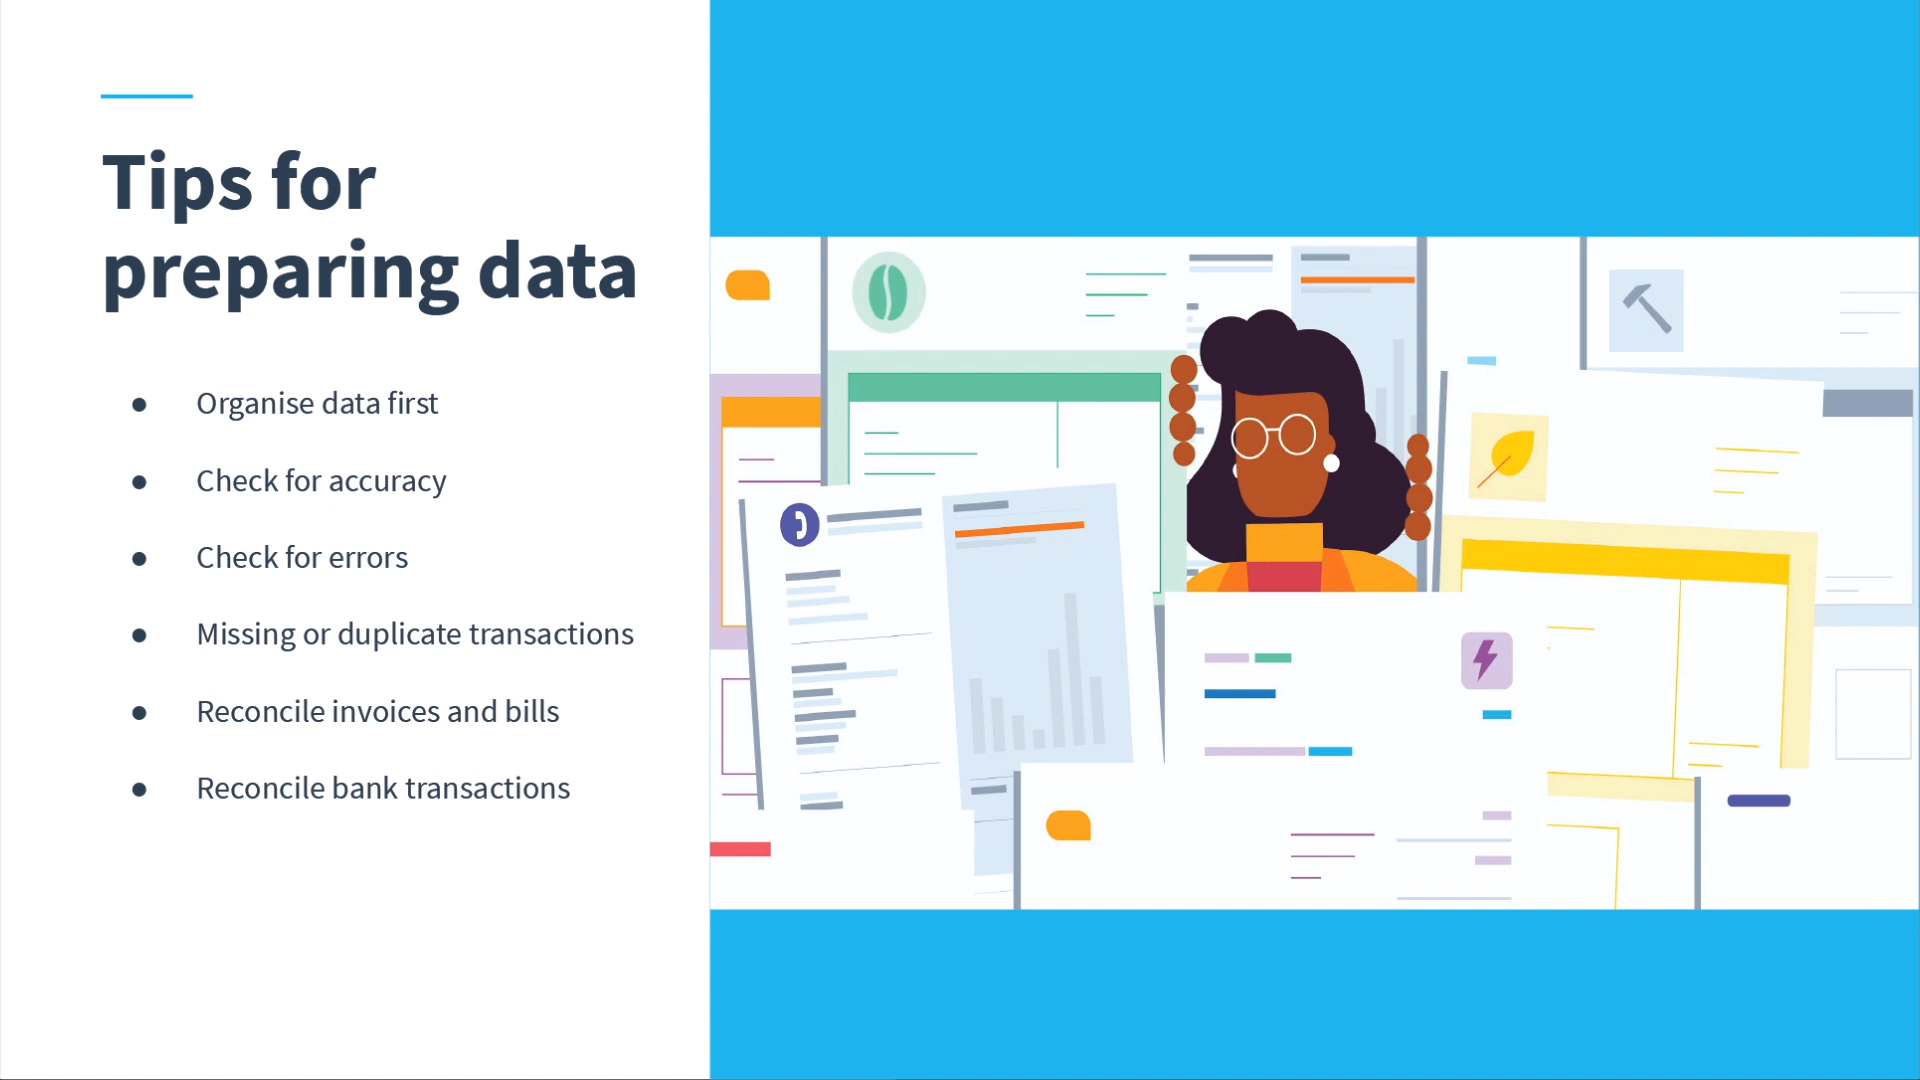 Tips for
preparing data
● Organise data first
● Check for accuracy
● Check for errors
● Missing or duplicate transactions
● Reconcile invoices and bills
● Reconcile bank transactions